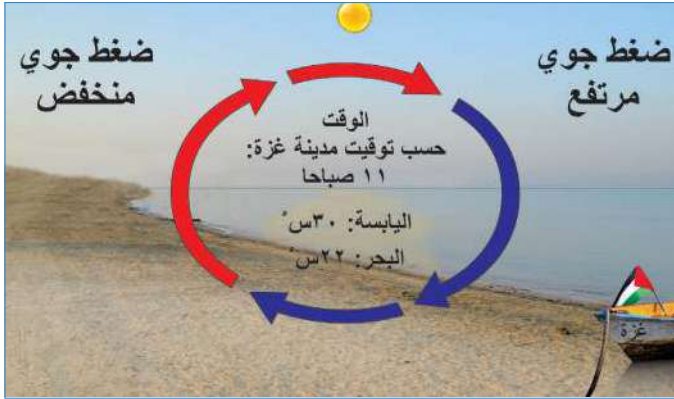 ضغط جوي
مرتفع
ضغط جوي
منخفض
الوقت
حسب توقيت مدينة غزة:
١١ صباحا
اليابسة: ٣٠س°
البحر: ٢٢س°
غزة